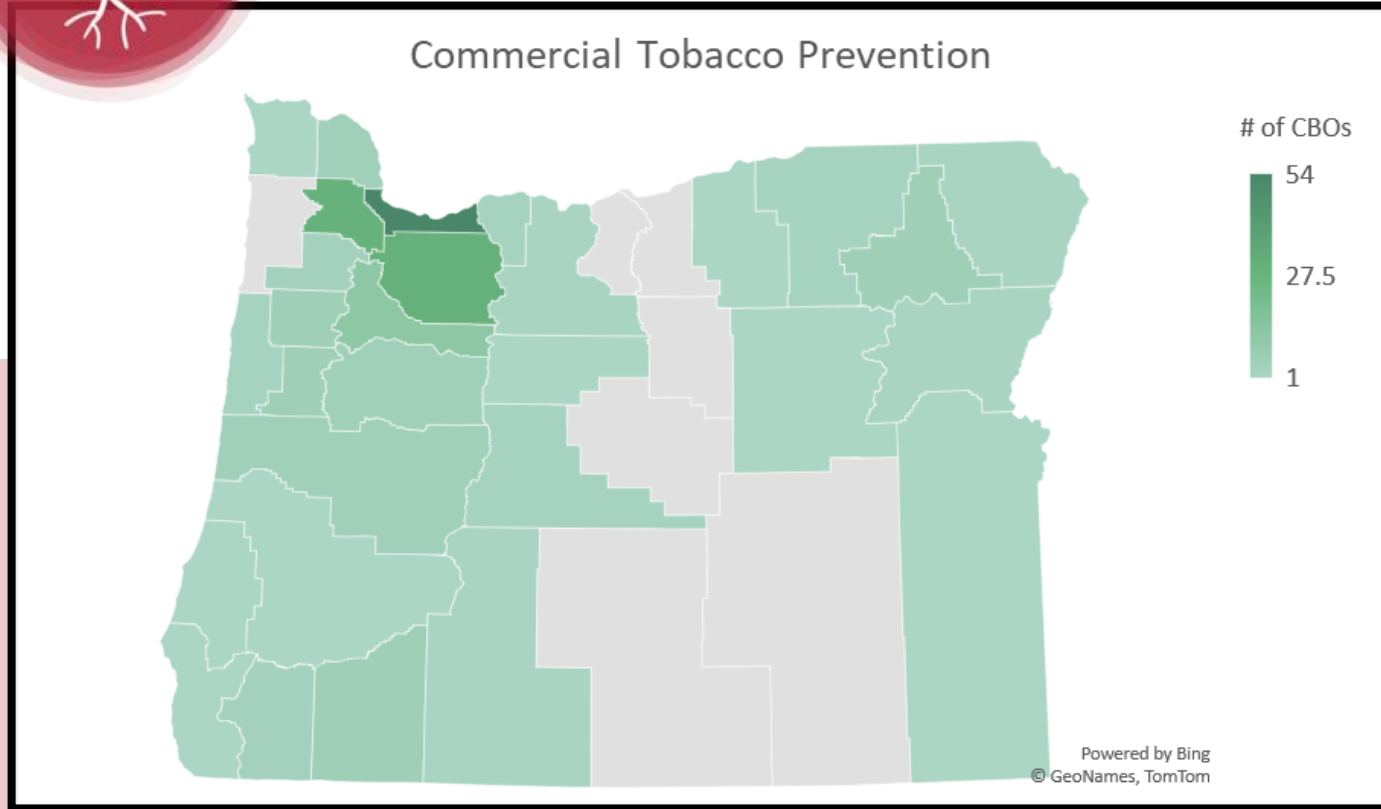 Commercial Tobacco Prevention
# of CBOs
54
27.5
1
Powered by Bing
© GeoNames, TomTom